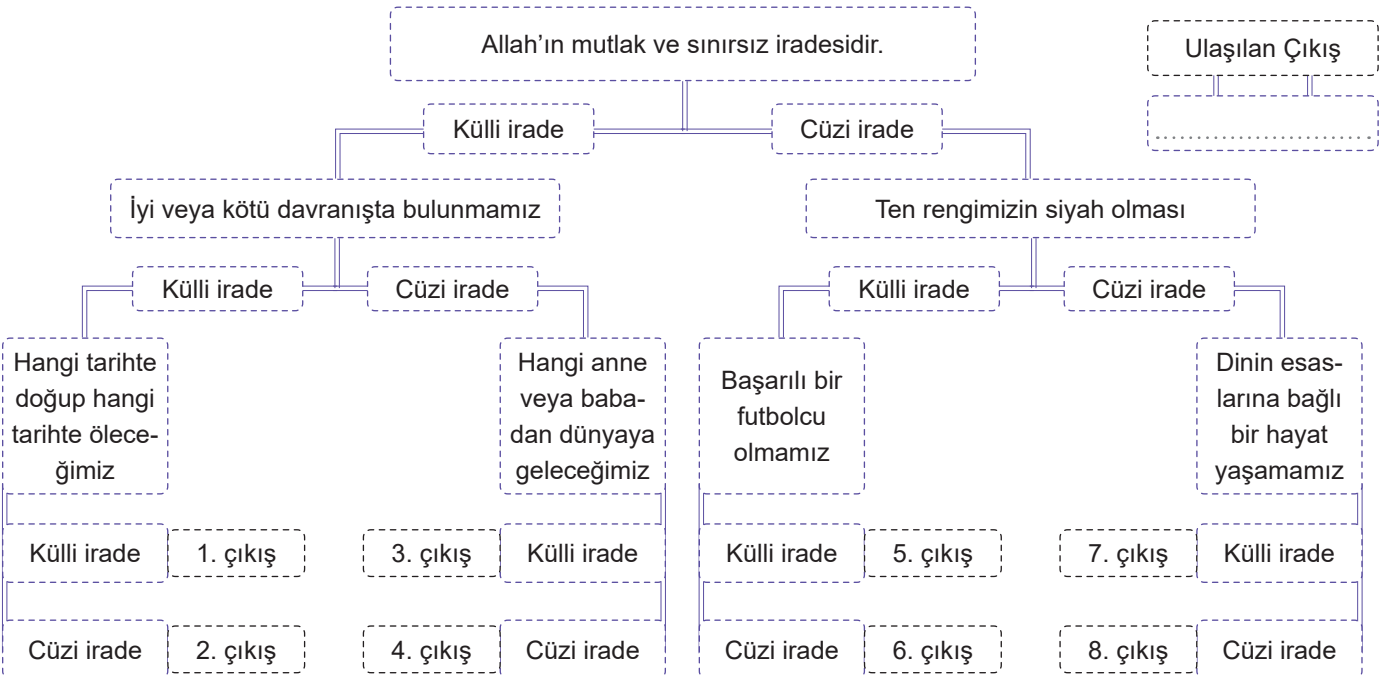 Allah’ın mutlak ve sınırsız iradesidir.
Ulaşılan Çıkış
........................
Külli irade
Cüzi irade
İyi veya kötü davranışta bulunmamız
Ten rengimizin siyah olması
Külli irade
Cüzi irade
Külli irade
Cüzi irade
Hangi tarihte
doğup hangi
tarihte ölece-
ğimiz
Hangi anne
veya baba-
dan dünyaya
geleceğimiz
Başarılı bir
futbolcu
olmamız
Dinin esas-
larına bağlı
bir hayat
yaşamamız
Külli irade
1. çıkış
3. çıkış
Külli irade
Külli irade
5. çıkış
7. çıkış
Külli irade
Cüzi irade
2. çıkış
4. çıkış
Cüzi irade
Cüzi irade
6. çıkış
8. çıkış
Cüzi irade